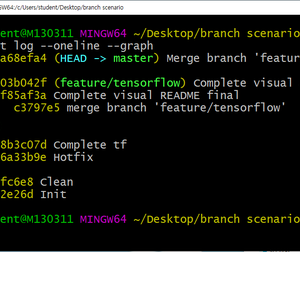 GW64:/c/Users/student/Desktop/branch scenario
ent@M130311 MINGW64 ~/Desktop/branch scenario
t log --oneline --graph
a68efa4 (HEAD -> master) Merge branch 'featur
03b042f (feature/tensorflow) Complete visual
f85af3a Complete visual README final
c3797e5 merge branch 'feature/tensorflow'
8b3c07d Complete tf
6a33b9e Hotfix
fc6e8 Clean
2e26d Init
ent@M130311 MINGW64 ~/Desktop/branch scenario